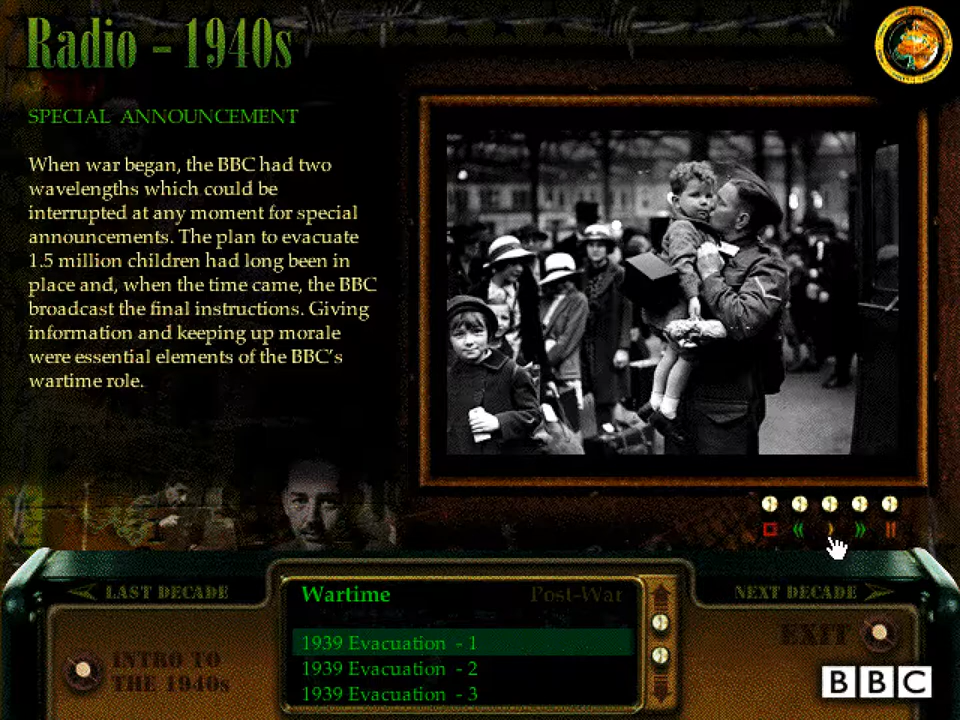 Radio - 1940s
SPECIAL ANNOUNCEMENT
When war began, the BBC had two
wavelengths which could be
interrupted at any moment for special
announcements. The plan to evacuate
1.5 million children had long been in
place and, when the time came, the BBC
broadcast the final instructions. Giving
information and keeping up morale
were essential elements of the BBC's
wartime role.
LAST DECADE
Wartime
Post-War
NEXT DECADE
1939 Evacuation - 1
1939 Evacuation - 2
1939 Evacuation - 3
INTRO TO
THE 1940s
EXIT
BBC